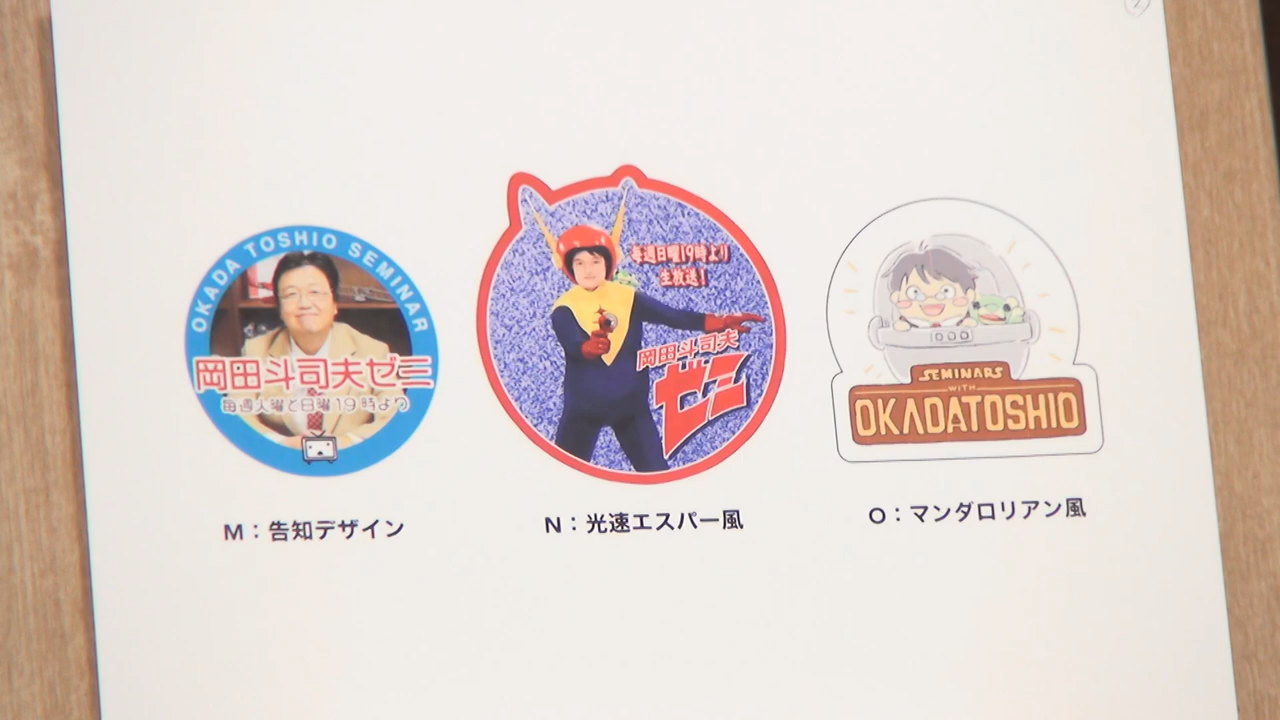 OKADA TOSHIO SEMINAR
岡田斗司夫ゼミ
毎週火曜と日曜19時より
M：告知デザイン
毎週日曜19時より
生放送！
岡田斗司夫
ゼミ
N：光速エスパー風
SEMINARS
WITH
OKADATOSHIO
O：マンダロリアン風